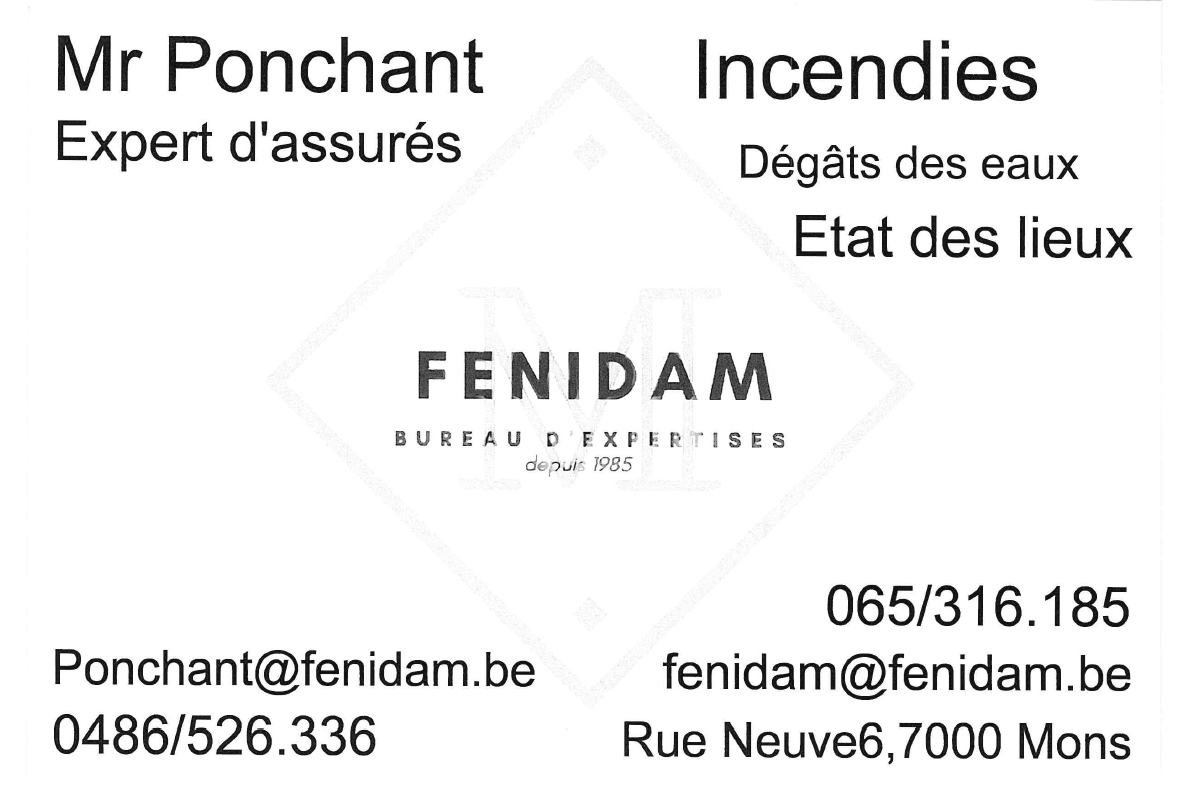 Mr Ponchant
Expert d'assurés
Incendies
Dégâts des eaux
Etat des lieux
MI
FENIDAM
BUREAU D'EXPERTISES
depuis 1985
Ponchant@fenidam.be
0486/526.336
065/316.185
fenidam@fenidam.be
Rue Neuve6,7000 Mons